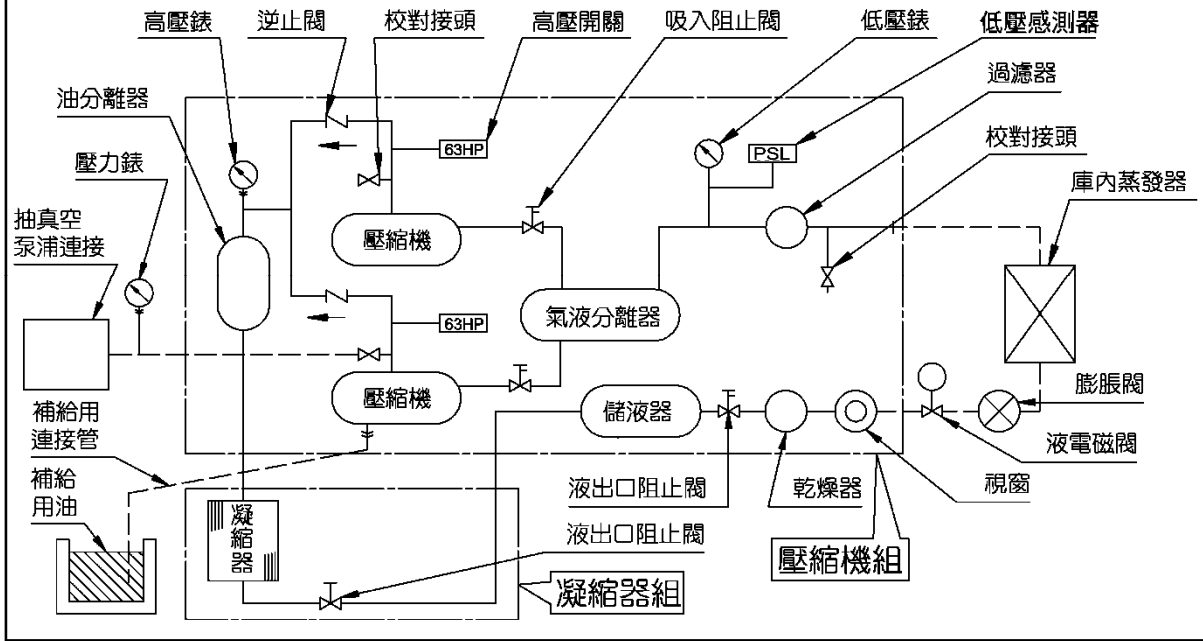 高壓錶
逆止閥
校對接頭
高壓開關
吸入阻止閥
低壓錶
低壓感測器
過濾器
油分離器
壓力錶
63HP
PSL
校對接頭
庫內蒸發器
抽真空
泵浦連接
壓縮機
氣液分離器
63HP
壓縮機
儲液器
膨脹閥
補給用
連接管
液電磁閥
補給
用油
液出口阻止閥
乾燥器
視窗
凝縮器
液出口阻止閥
壓縮機組
凝縮器組